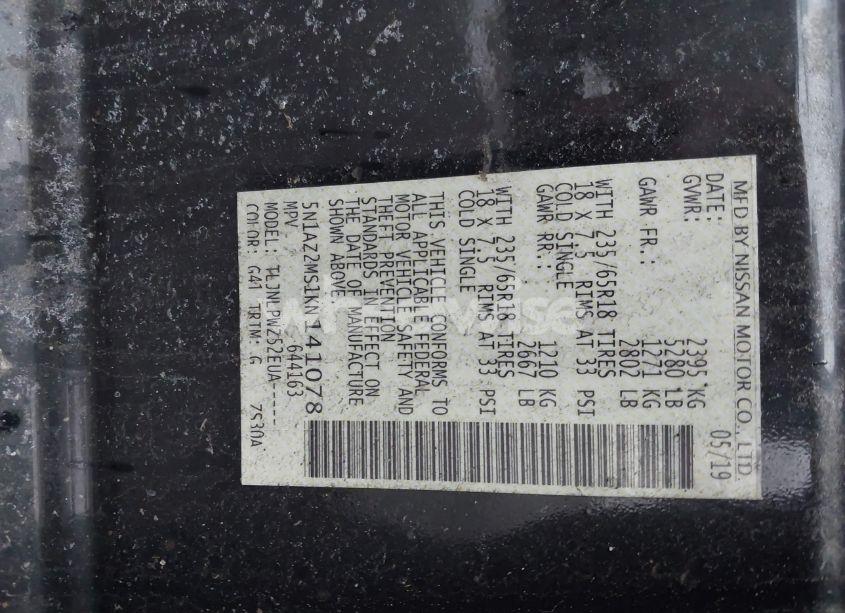 MFD BY NISSAN MOTOR CO., LTD.
DATE: 05/19
GVWR: 2395 KG
5280 LB
GAWR FR.: 1271 KG
2802 LB
WITH 235/65R18 TIRES
18 X 7.5 RIMS AT 33 PSI
COLD SINGLE
GAWR RR.: 1210 KG
2667 LB
WITH 235/65R18 TIRES
18 X 7.5 RIMS AT 33 PSI
COLD SINGLE
THIS VEHICLE CONFORMS TO
ALL APPLICABLE FEDERAL
MOTOR VEHICLE SAFETY AND
THEFT PREVENTION
STANDARDS IN EFFECT ON
THE DATE OF MANUFACTURE
SHOWN ABOVE.
5N1AZ2MS1KN141078
MPV 644163
MODEL: TLJNLPWZ52EUA-----
COLOR: G41 TRIM: G 7S30A